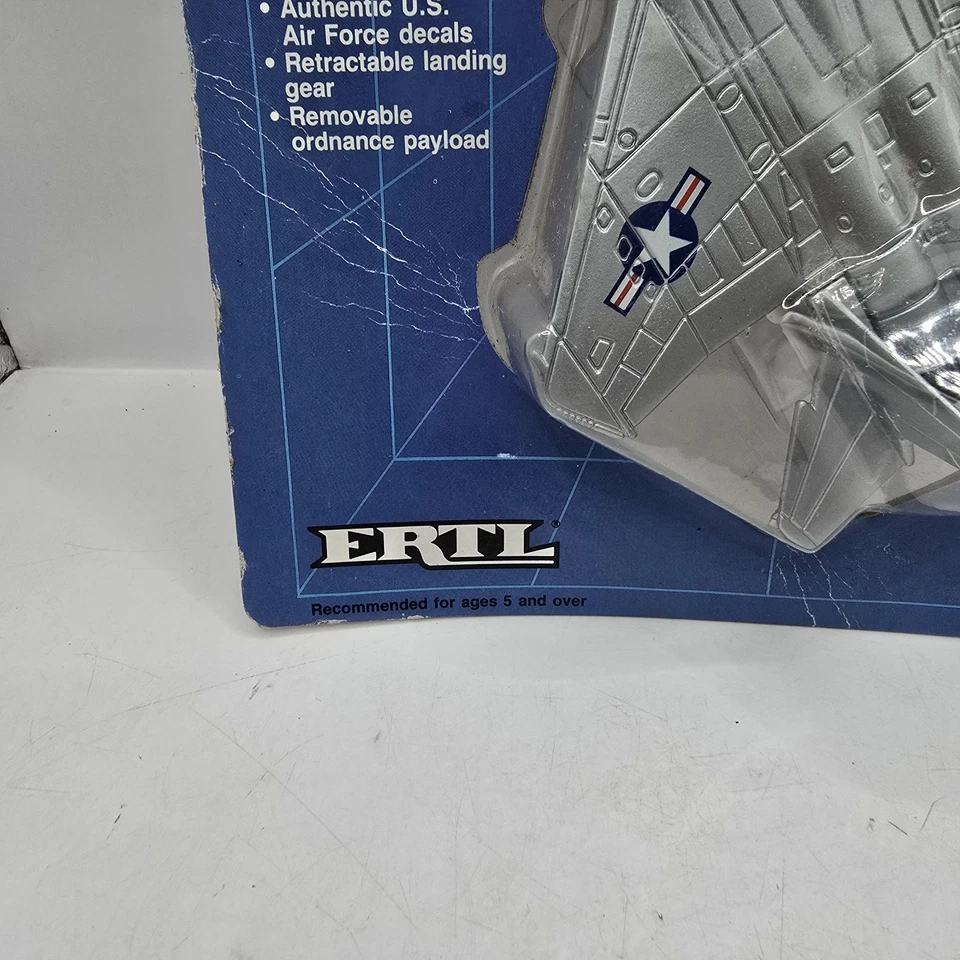 • Authentic U.S.
Air Force decals
• Retractable landing
gear
• Removable
ordnance payload
ERTL®
Recommended for ages 5 and over